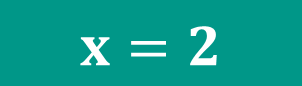 x = 2